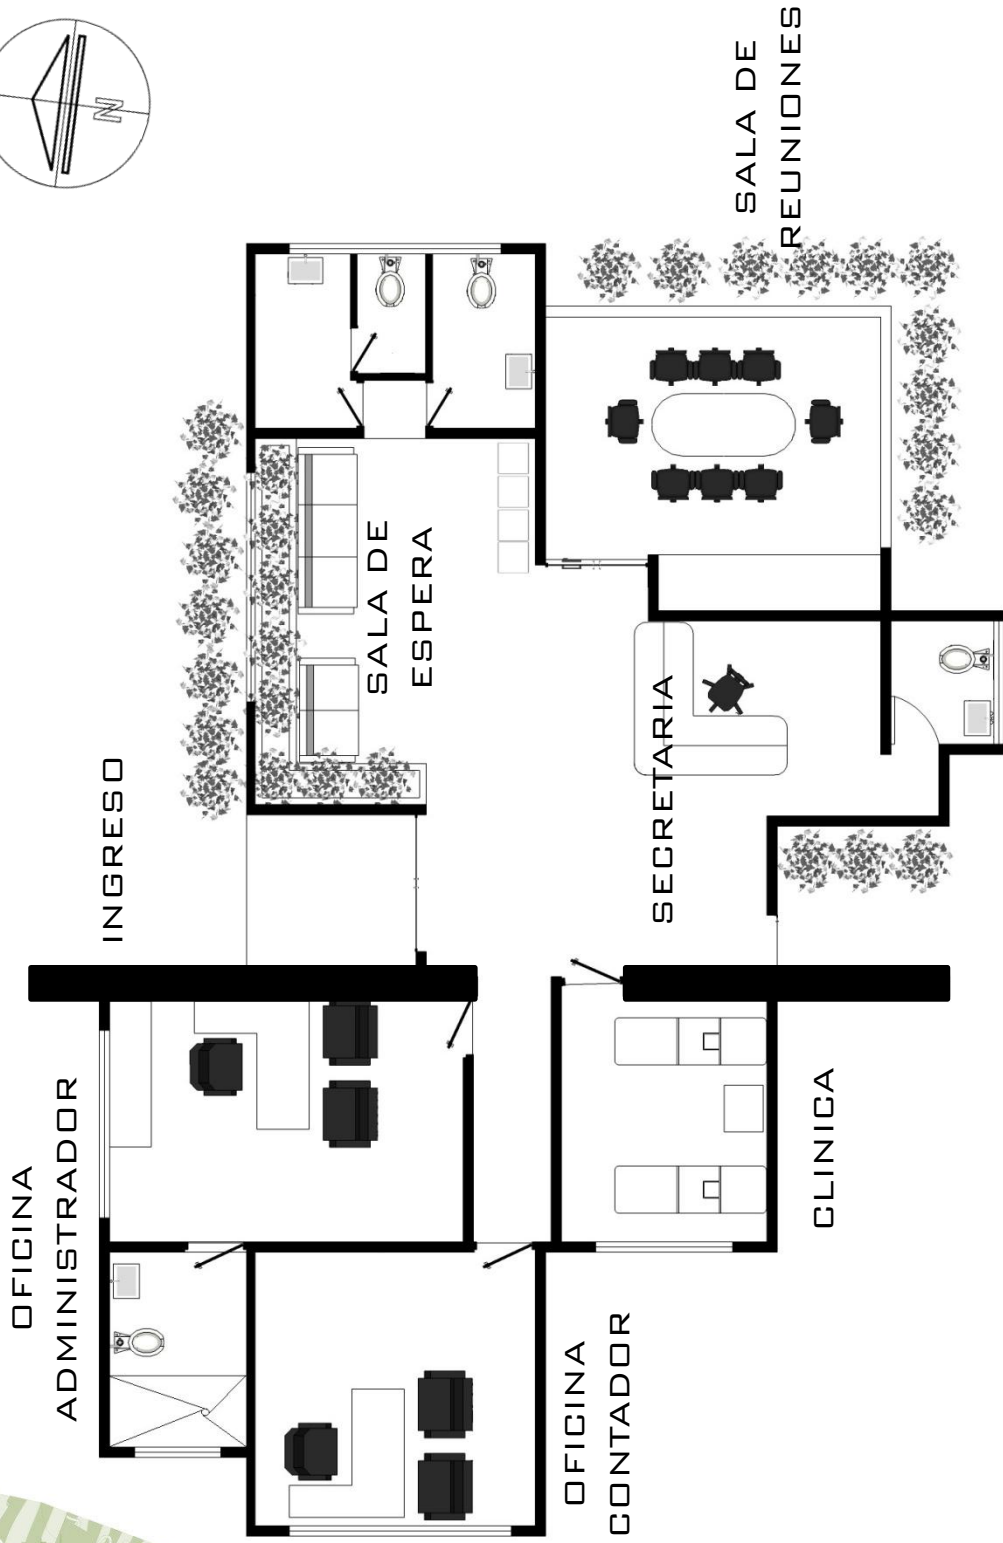 N
SALA DE
REUNIONES
SALA DE
ESPERA
INGRESO
SECRETARIA
OFICINA
ADMINISTRADOR
CLINICA
OFICINA
CONTADOR